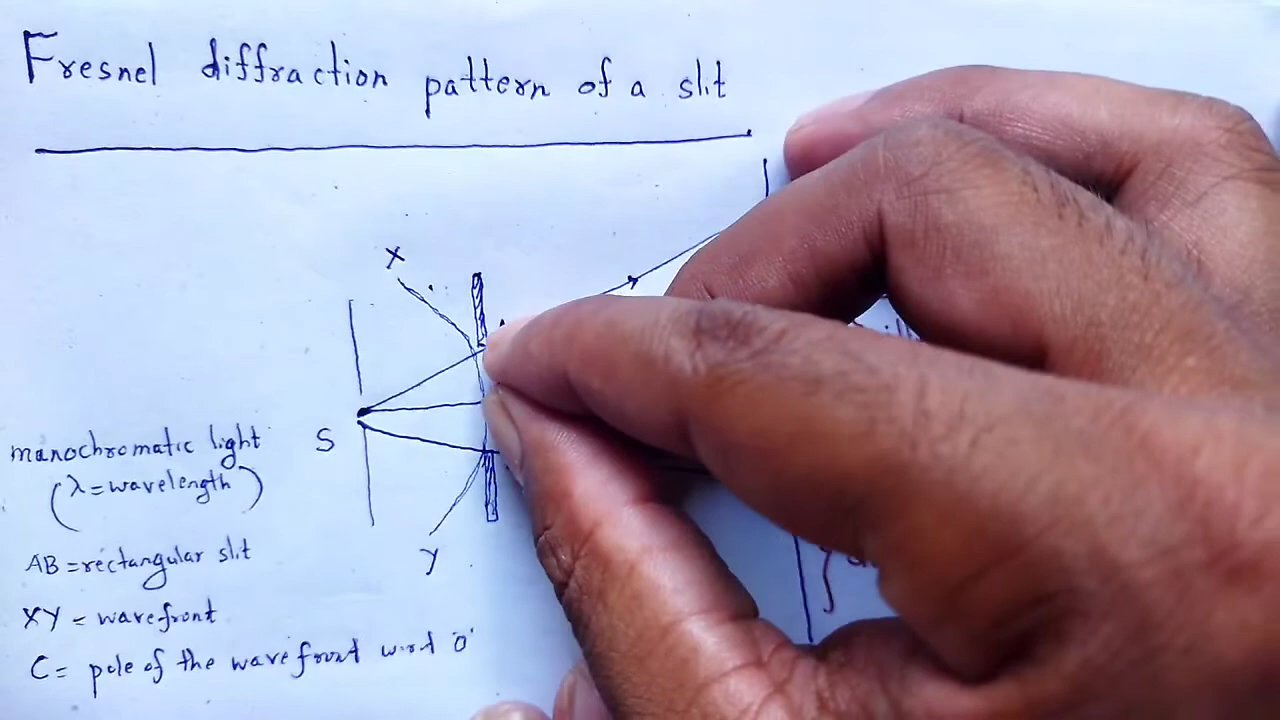 Fresnel diffraction pattern of a slit
X
S
manochromatic light
(λ=wavelength)
Y
AB=rectangular slit
XY = wavefront
C= pole of the wavefront w.r.t 'O'